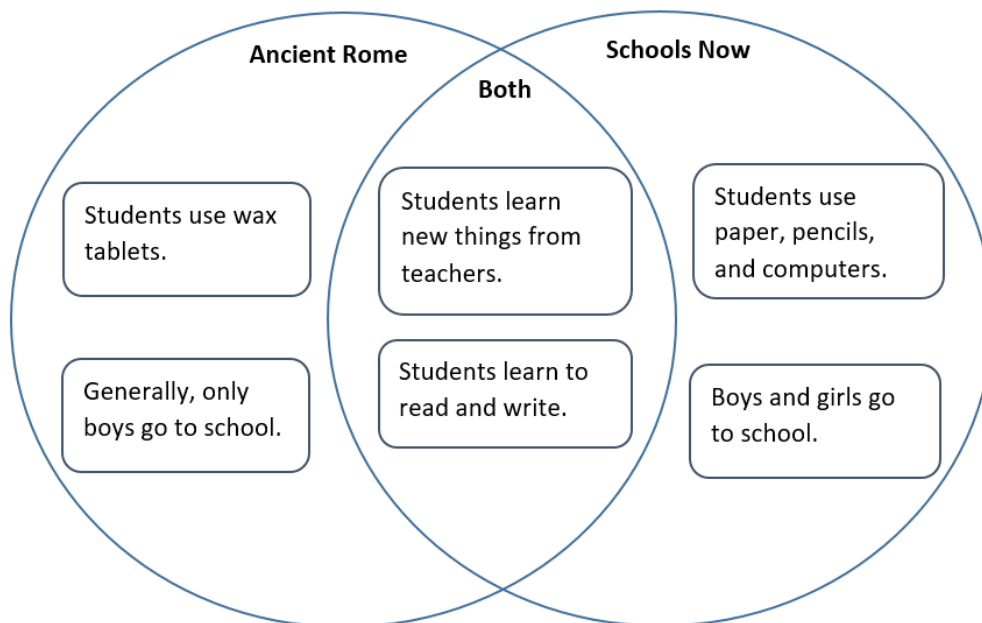 Ancient Rome
Schools Now
Both
Students use wax
tablets.
Generally, only
boys go to school.
Students learn
new things from
teachers.
Students learn to
read and write.
Students use
paper, pencils,
and computers.
Boys and girls go
to school.